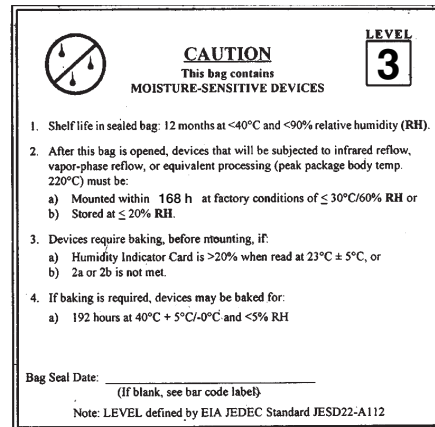 LEVEL
3
CAUTION
This bag contains
MOISTURE-SENSITIVE DEVICES
1. Shelf life in sealed bag: 12 months at <40°C and <90% relative humidity (RH).
2. After this bag is opened, devices that will be subjected to infrared reflow,
vapor-phase reflow, or equivalent processing (peak package body temp.
220°C) must be:
a) Mounted within 168 h at factory conditions of ≤ 30°C/60% RH or
b) Stored at ≤ 20% RH.
3. Devices require baking, before mounting, if:
a) Humidity Indicator Card is >20% when read at 23°C ± 5°C, or
b) 2a or 2b is not met.
4. If baking is required, devices may be baked for:
a) 192 hours at 40°C + 5°C/-0°C and <5% RH
Bag Seal Date:
(If blank, see bar code label)
Note: LEVEL defined by EIA JEDEC Standard JESD22-A112